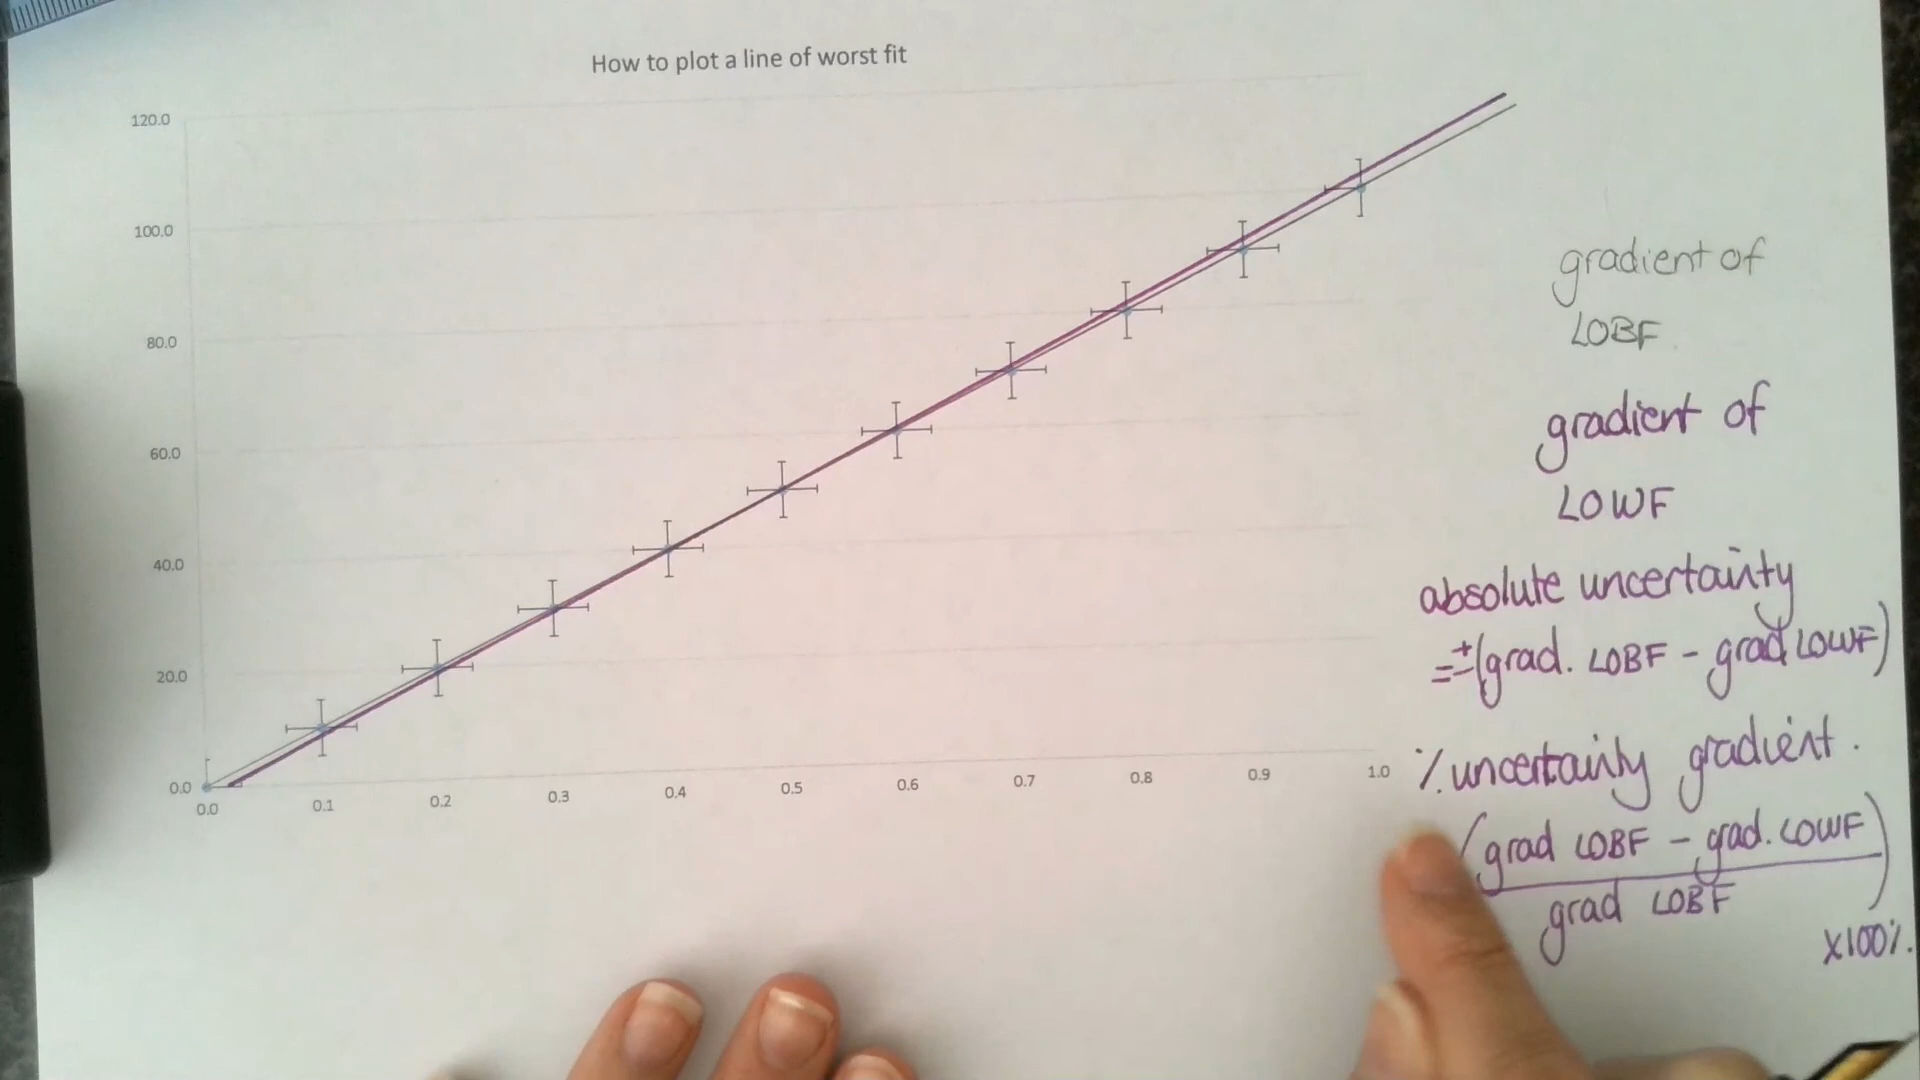 How to plot a line of worst fit
120.0
100.0
80.0
60.0
40.0
20.0
0.0
0.0 0.1 0.2 0.3 0.4 0.5 0.6 0.7 0.8 0.9 1.0
gradient of
LOBF
gradient of
LOWF
absolute uncertainty
=±(grad. LOBF - grad LOWF)
% uncertainty gradient.
(grad LOBF - grad. LOWF
grad LOBF)
x100%.